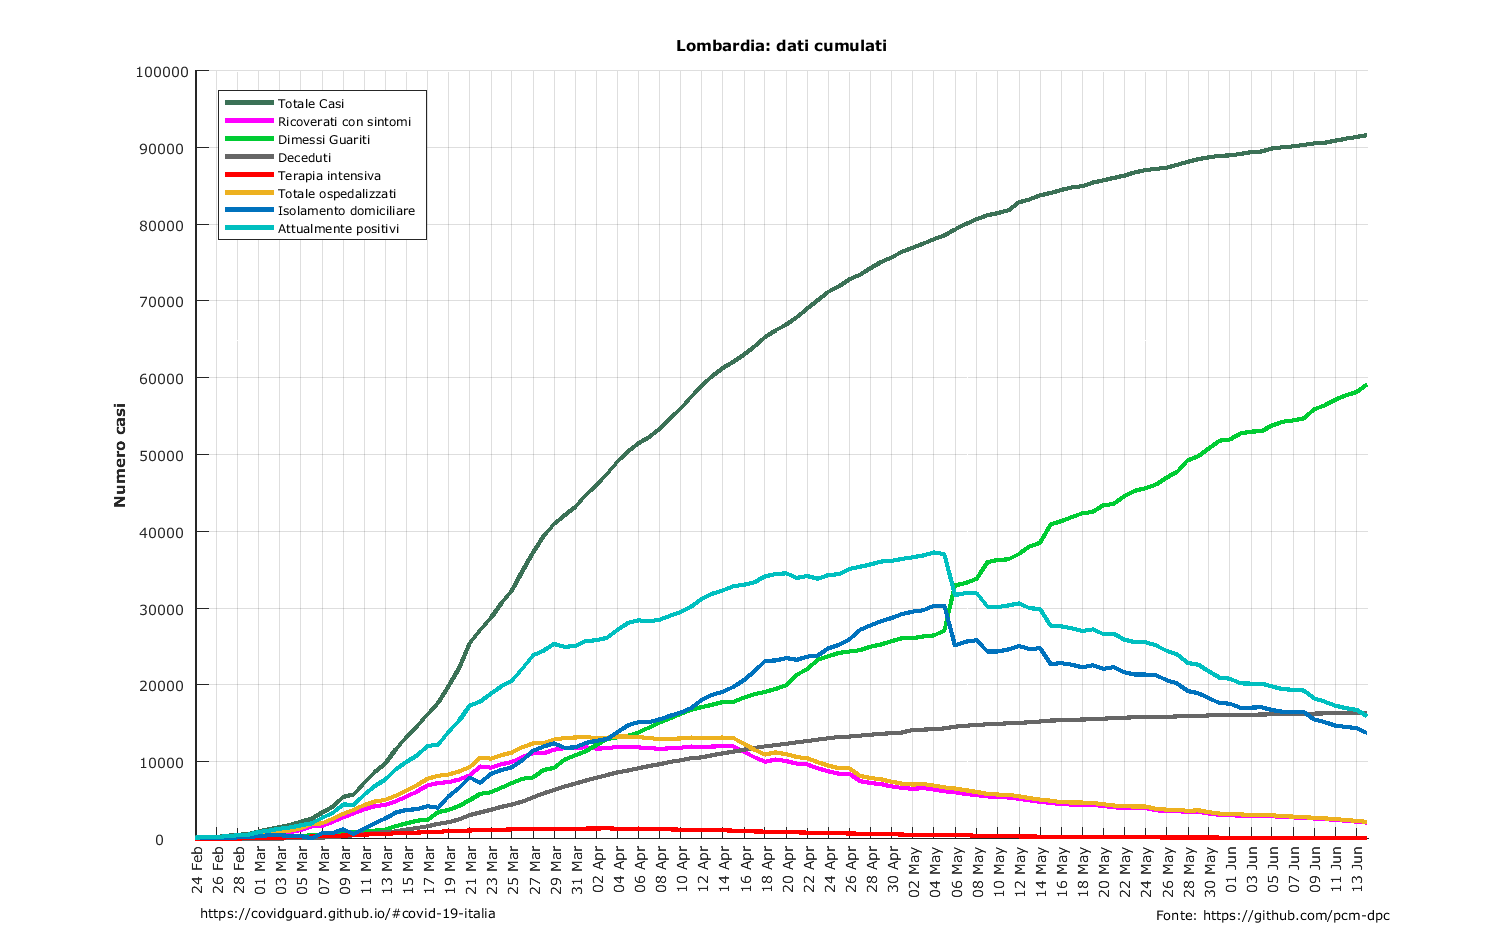 Lombardia: dati cumulati
100000
90000
80000
70000
60000
50000
40000
30000
20000
10000
0
Numero casi
Totale Casi
Ricoverati con sintomi
Dimessi Guariti
Deceduti
Terapia intensiva
Totale ospedalizzati
Isolamento domiciliare
Attualmente positivi
24 Feb
26 Feb
28 Feb
01 Mar
03 Mar
05 Mar
07 Mar
09 Mar
11 Mar
13 Mar
15 Mar
17 Mar
19 Mar
21 Mar
23 Mar
25 Mar
27 Mar
29 Mar
31 Mar
02 Apr
04 Apr
06 Apr
08 Apr
10 Apr
12 Apr
14 Apr
16 Apr
18 Apr
20 Apr
22 Apr
24 Apr
26 Apr
28 Apr
30 Apr
02 May
04 May
06 May
08 May
10 May
12 May
14 May
16 May
18 May
20 May
22 May
24 May
26 May
28 May
30 May
01 Jun
03 Jun
05 Jun
07 Jun
09 Jun
11 Jun
13 Jun
https://covidguard.github.io/#covid-19-italia
Fonte: https://github.com/pcm-dpc